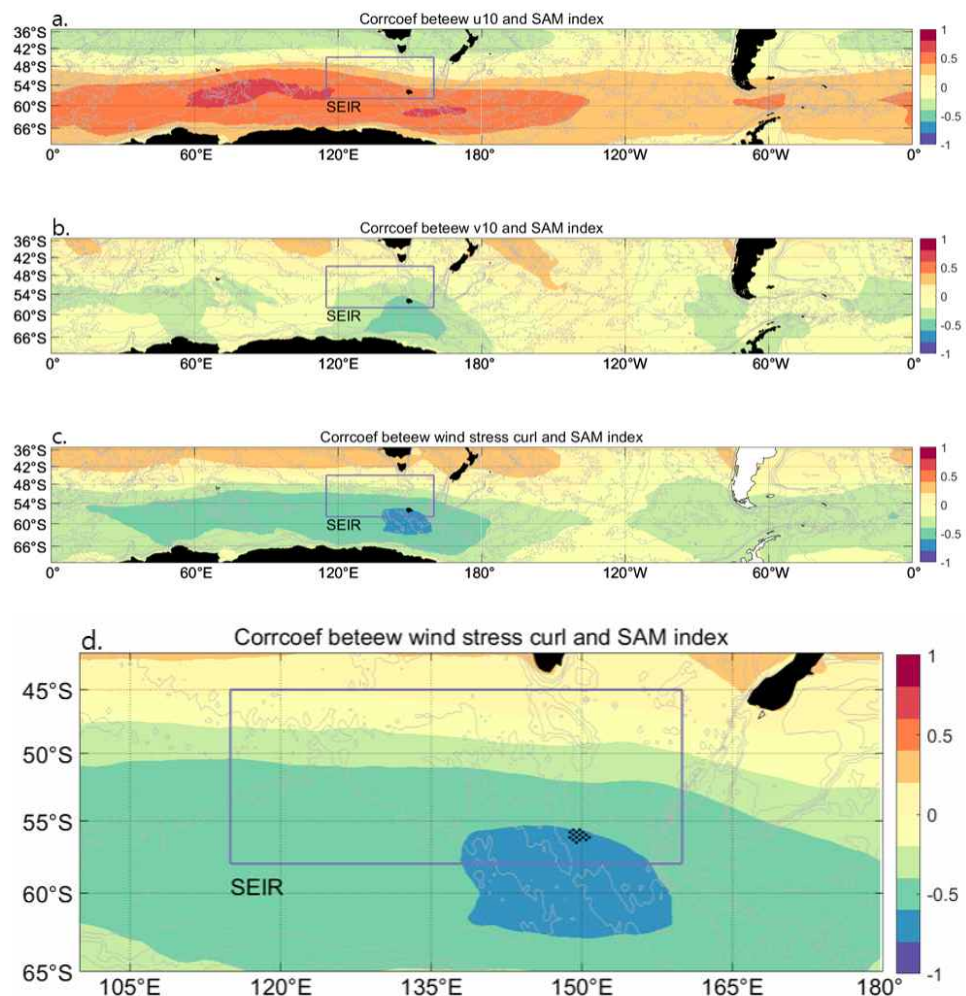 a.
Corrcoef beteew u10 and SAM index
36°S
42°S
48°S
54°S
60°S
66°S
SEIR
0° 60°E 120°E 180° 120°W 60°W 0°
1
0.5
0
-0.5
-1
b.
Corrcoef beteew v10 and SAM index
36°S
42°S
48°S
54°S
60°S
66°S
SEIR
0° 60°E 120°E 180° 120°W 60°W 0°
1
0.5
0
-0.5
-1
c.
Corrcoef beteew wind stress curl and SAM index
36°S
42°S
48°S
54°S
60°S
66°S
SEIR
0° 60°E 120°E 180° 120°W 60°W 0°
1
0.5
0
-0.5
-1
d.
Corrcoef beteew wind stress curl and SAM index
45°S
50°S
55°S
60°S
65°S
SEIR
105°E 120°E 135°E 150°E 165°E 180°E
1
0.5
0
-0.5
-1